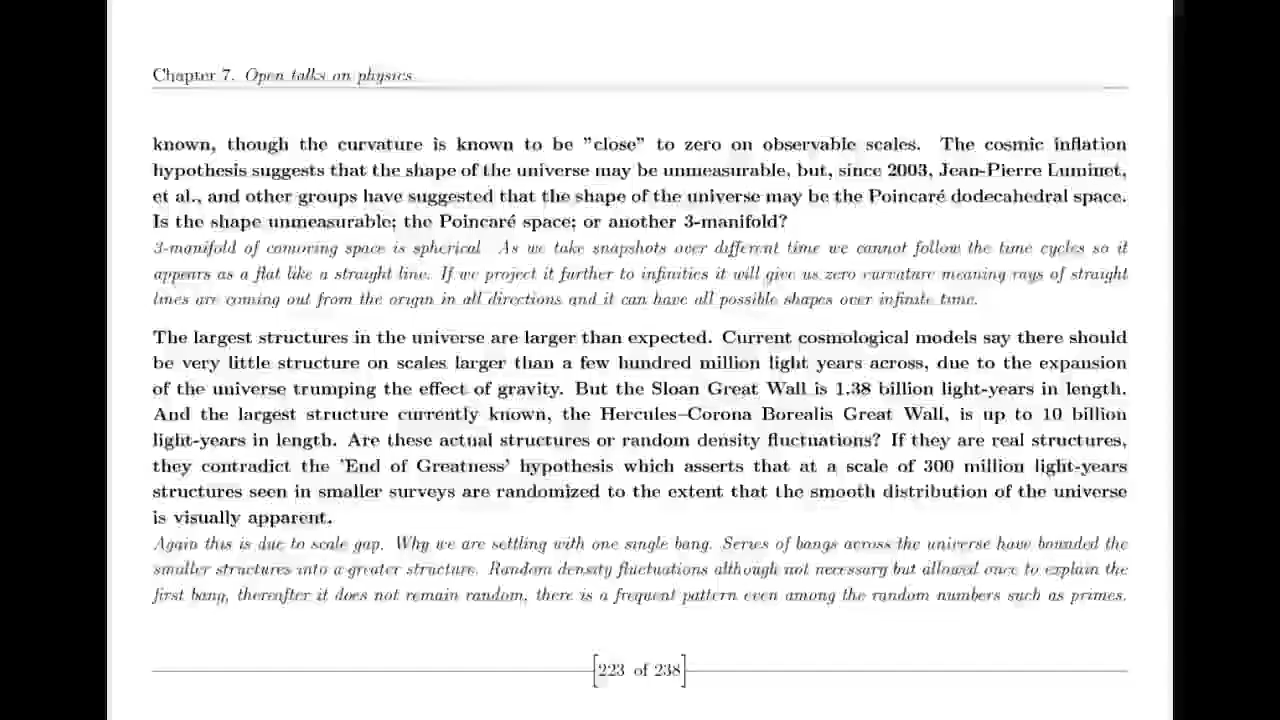 Chapter 7. Open talks on physics
known, though the curvature is known to be "close" to zero on observable scales. The cosmic inflation
hypothesis suggests that the shape of the universe may be unmeasurable, but, since 2003, Jean-Pierre Luminet,
et al., and other groups have suggested that the shape of the universe may be the Poincaré dodecahedral space.
Is the shape unmeasurable; the Poincaré space; or another 3-manifold?
3-manifold of comoving space is spherical. As we take snapshots over different time we cannot follow the time cycles so it
appears as a flat like a straight line. If we project it further to infinities it will give us zero curvature meaning rays of straight
lines are coming out from the origin in all directions and it can have all possible shapes over infinite time.
The largest structures in the universe are larger than expected. Current cosmological models say there should
be very little structure on scales larger than a few hundred million light years across, due to the expansion
of the universe trumping the effect of gravity. But the Sloan Great Wall is 1.38 billion light-years in length.
And the largest structure currently known, the Hercules–Corona Borealis Great Wall, is up to 10 billion
light-years in length. Are these actual structures or random density fluctuations? If they are real structures,
they contradict the 'End of Greatness' hypothesis which asserts that at a scale of 300 million light-years
structures seen in smaller surveys are randomized to the extent that the smooth distribution of the universe
is visually apparent.
Again this is due to scale gap. Why we are settling with one single bang. Series of bangs across the universe have bounded the
smaller structures into a greater structure. Random density fluctuations although not necessary but allowed once to explain the
first bang, thereafter it does not remain random, there is a frequent pattern even among the random numbers such as primes.
223 of 238